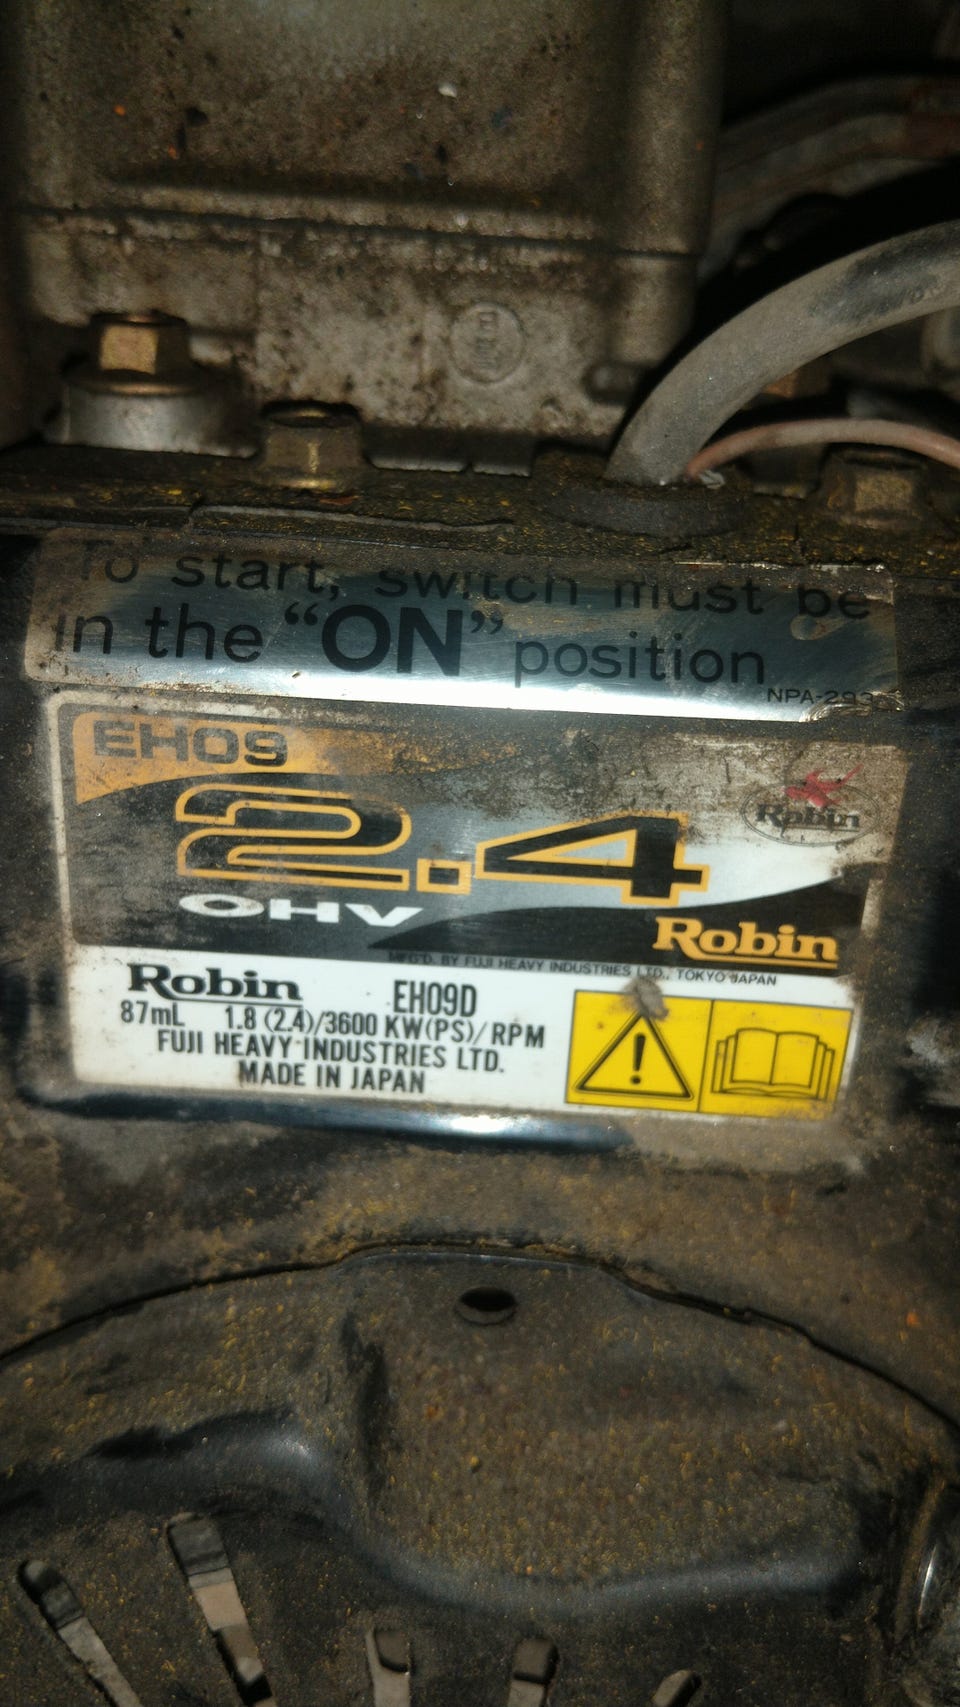 To start, switch must be
in the “ON” position
NPA-293
EH09
2.4
Robin
OHV
Robin
MFG'D. BY FUJI HEAVY INDUSTRIES LTD., TOKYO JAPAN
Robin EH09D
87mL 1.8 (2.4)/3600 KW(PS)/RPM
FUJI HEAVY INDUSTRIES LTD.
MADE IN JAPAN